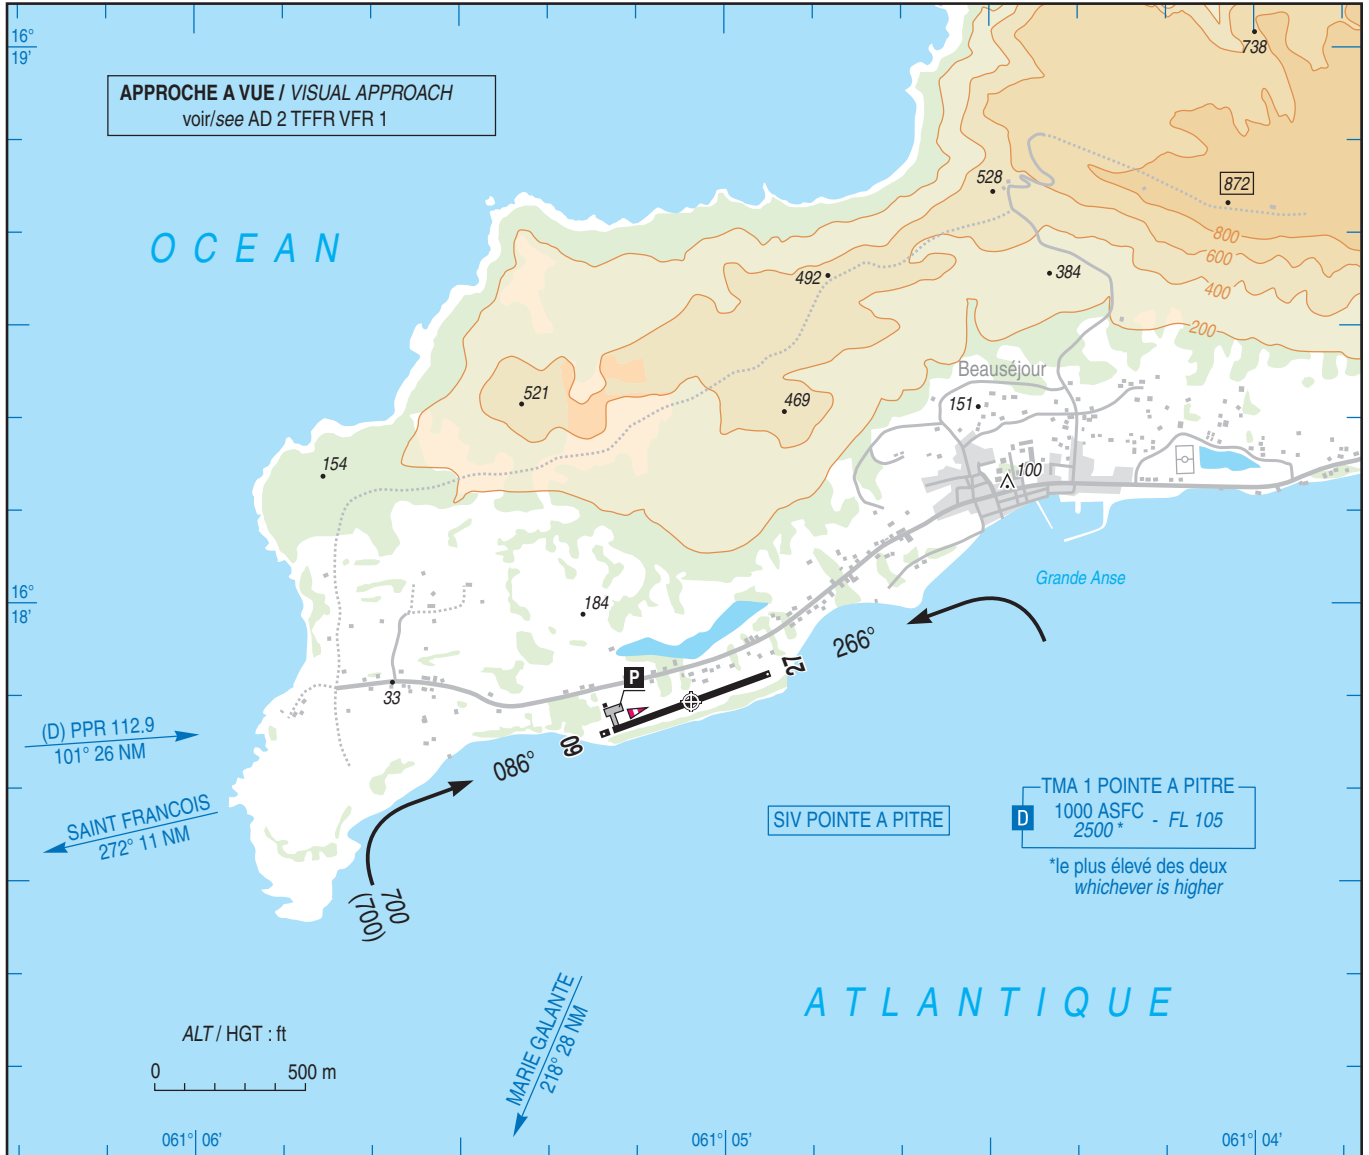 16°
19'
738
APPROCHE A VUE / VISUAL APPROACH
voir/see AD 2 TFFR VFR 1
528
872
OCEAN
800
600
492
384
400
200
Beauséjour
521
469
151
154
100
Grande Anse
16°
18'
184
266°
27
P
33
(D) PPR 112.9
101° 26 NM
09
086°
SAINT FRANCOIS
272° 11 NM
SIV POINTE A PITRE
TMA 1 POINTE A PITRE
D
1000 ASFC
2500 * - FL 105
*le plus élevé des deux
whichever is higher
700
(700)
MARIE GALANTE
218° 28 NM
ATLANTIQUE
ALT / HGT : ft
0 500 m
061° 06'
061° 05'
061° 04'